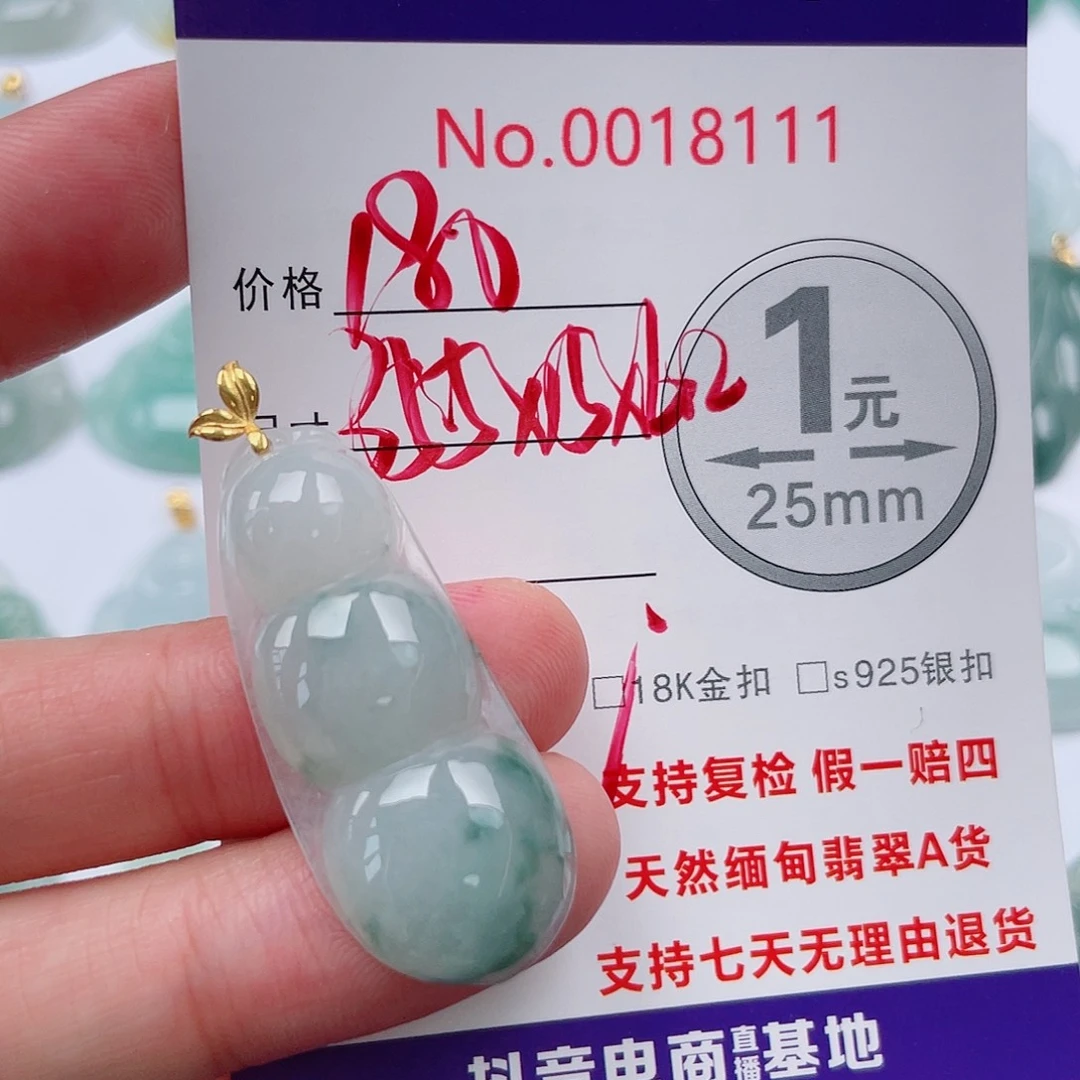 No.0018111
价格 180
尺寸
1元
25mm
□18K金扣 □s925银扣
支持复检 假一赔四
天然缅甸翡翠A货
支持七天无理由退货
抖音电商直播基地